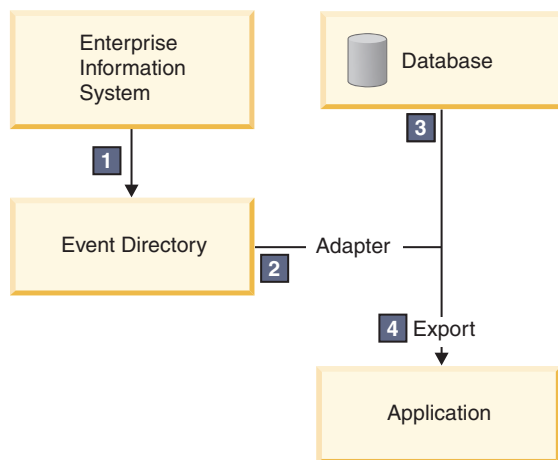 Enterprise
Information
System
Database
1
3
Event Directory
2
Adapter
4
Export
Application